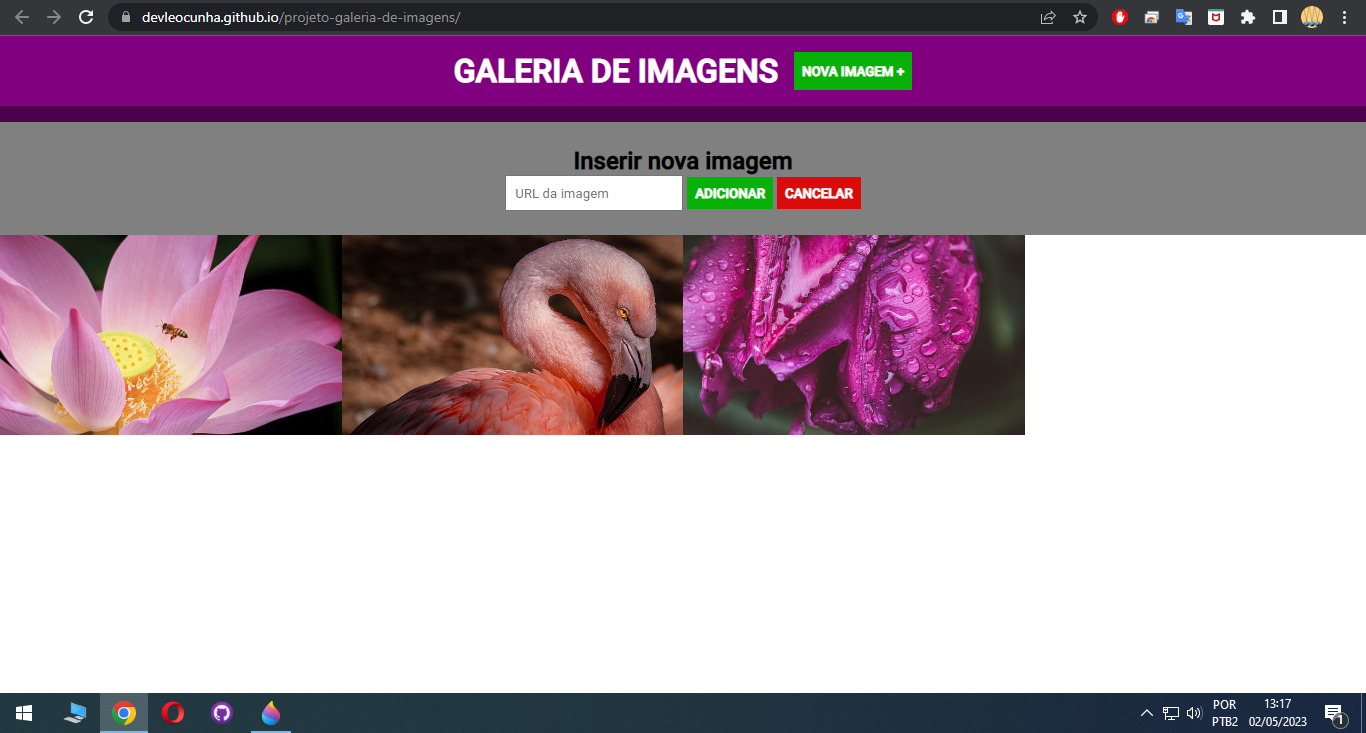 devleocunha.github.io/projeto-galeria-de-imagens/
GALERIA DE IMAGENS
NOVA IMAGEM +
Inserir nova imagem
URL da imagem
ADICIONAR
CANCELAR
POR
PTB2
13:17
02/05/2023
1